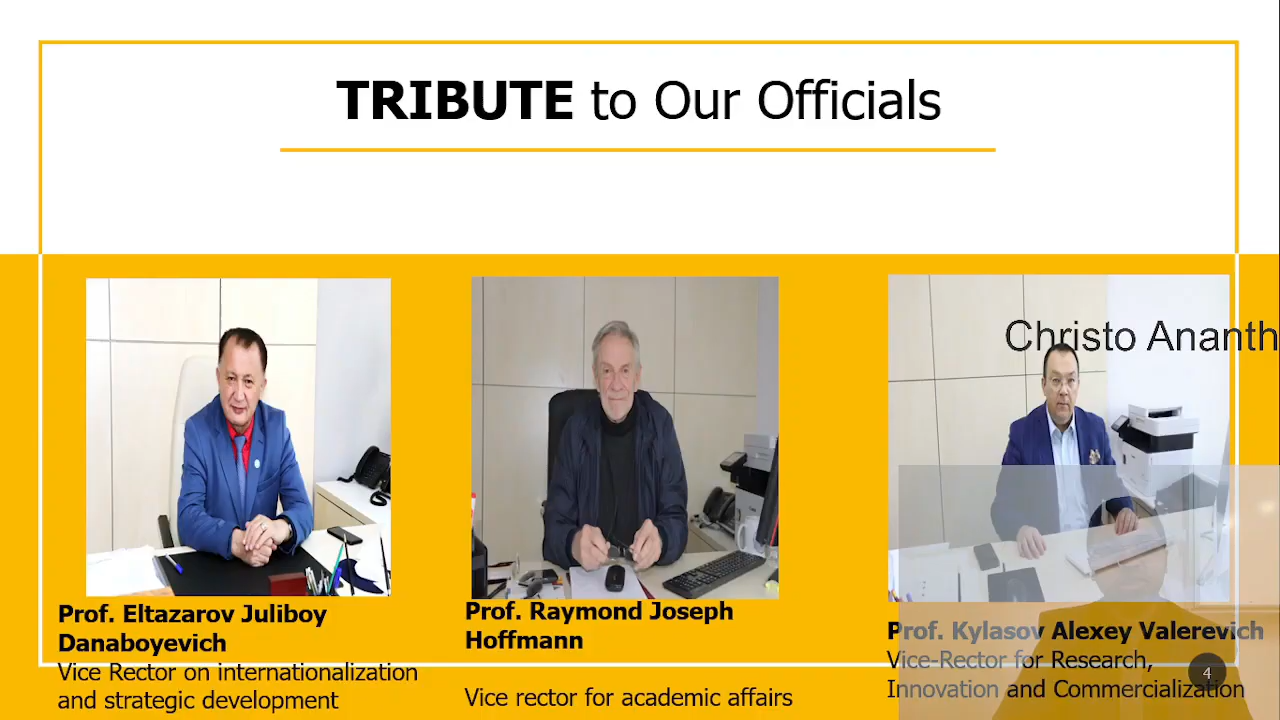 TRIBUTE to Our Officials
Christo Ananth
Prof. Eltazarov Juliboy
Danaboyevich
Vice Rector on internationalization
and strategic development
Prof. Raymond Joseph
Hoffmann
Vice rector for academic affairs
Prof. Kylasov Alexey Valerevich
Vice-Rector for Research,
Innovation and Commercialization
4